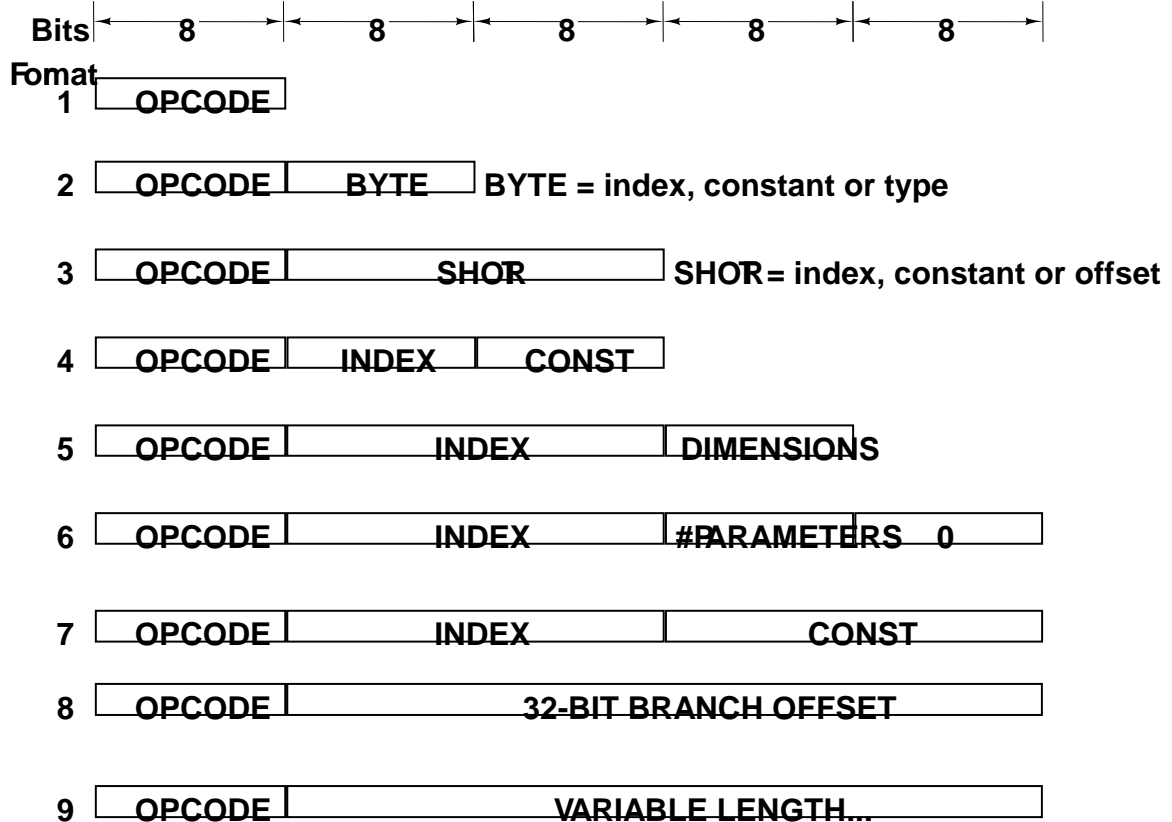 Bits 8 8 8 8 8
Fomat
1 OPCODE
2 OPCODE BYTE BYTE = index, constant or type
3 OPCODE SHOTR SHOTR = index, constant or offset
4 OPCODE INDEX CONST
5 OPCODE INDEX DIMENSIONS
6 OPCODE INDEX #PARAMETERS 0
7 OPCODE INDEX CONST
8 OPCODE 32-BIT BRANCH OFFSET
9 OPCODE VARIABLE LENGTH...